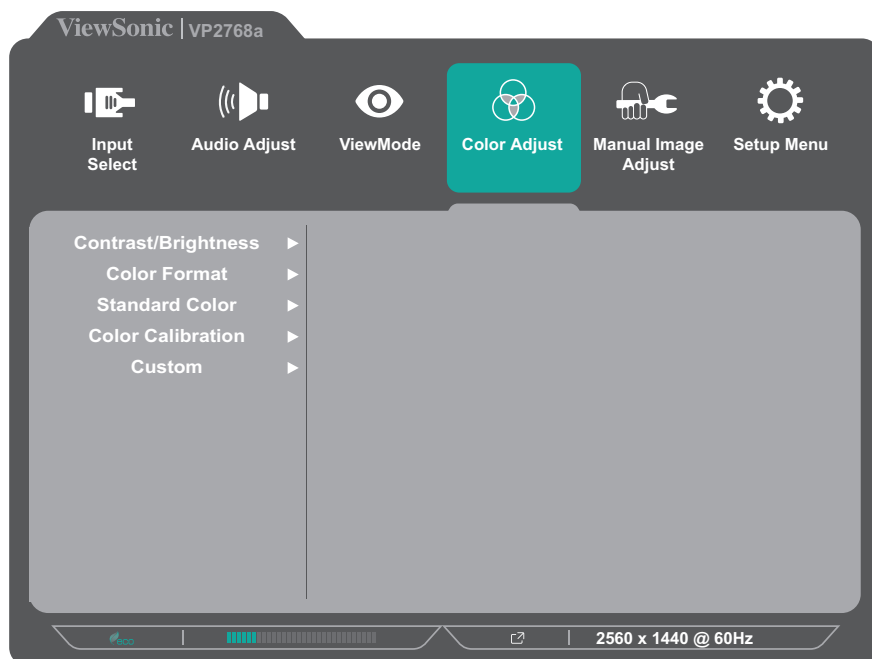 ViewSonic | VP2768a
Input Select
Audio Adjust
ViewMode
Color Adjust
Manual Image Adjust
Setup Menu
Contrast/Brightness
Color Format
Standard Color
Color Calibration
Custom
eco
2560 x 1440 @ 60Hz